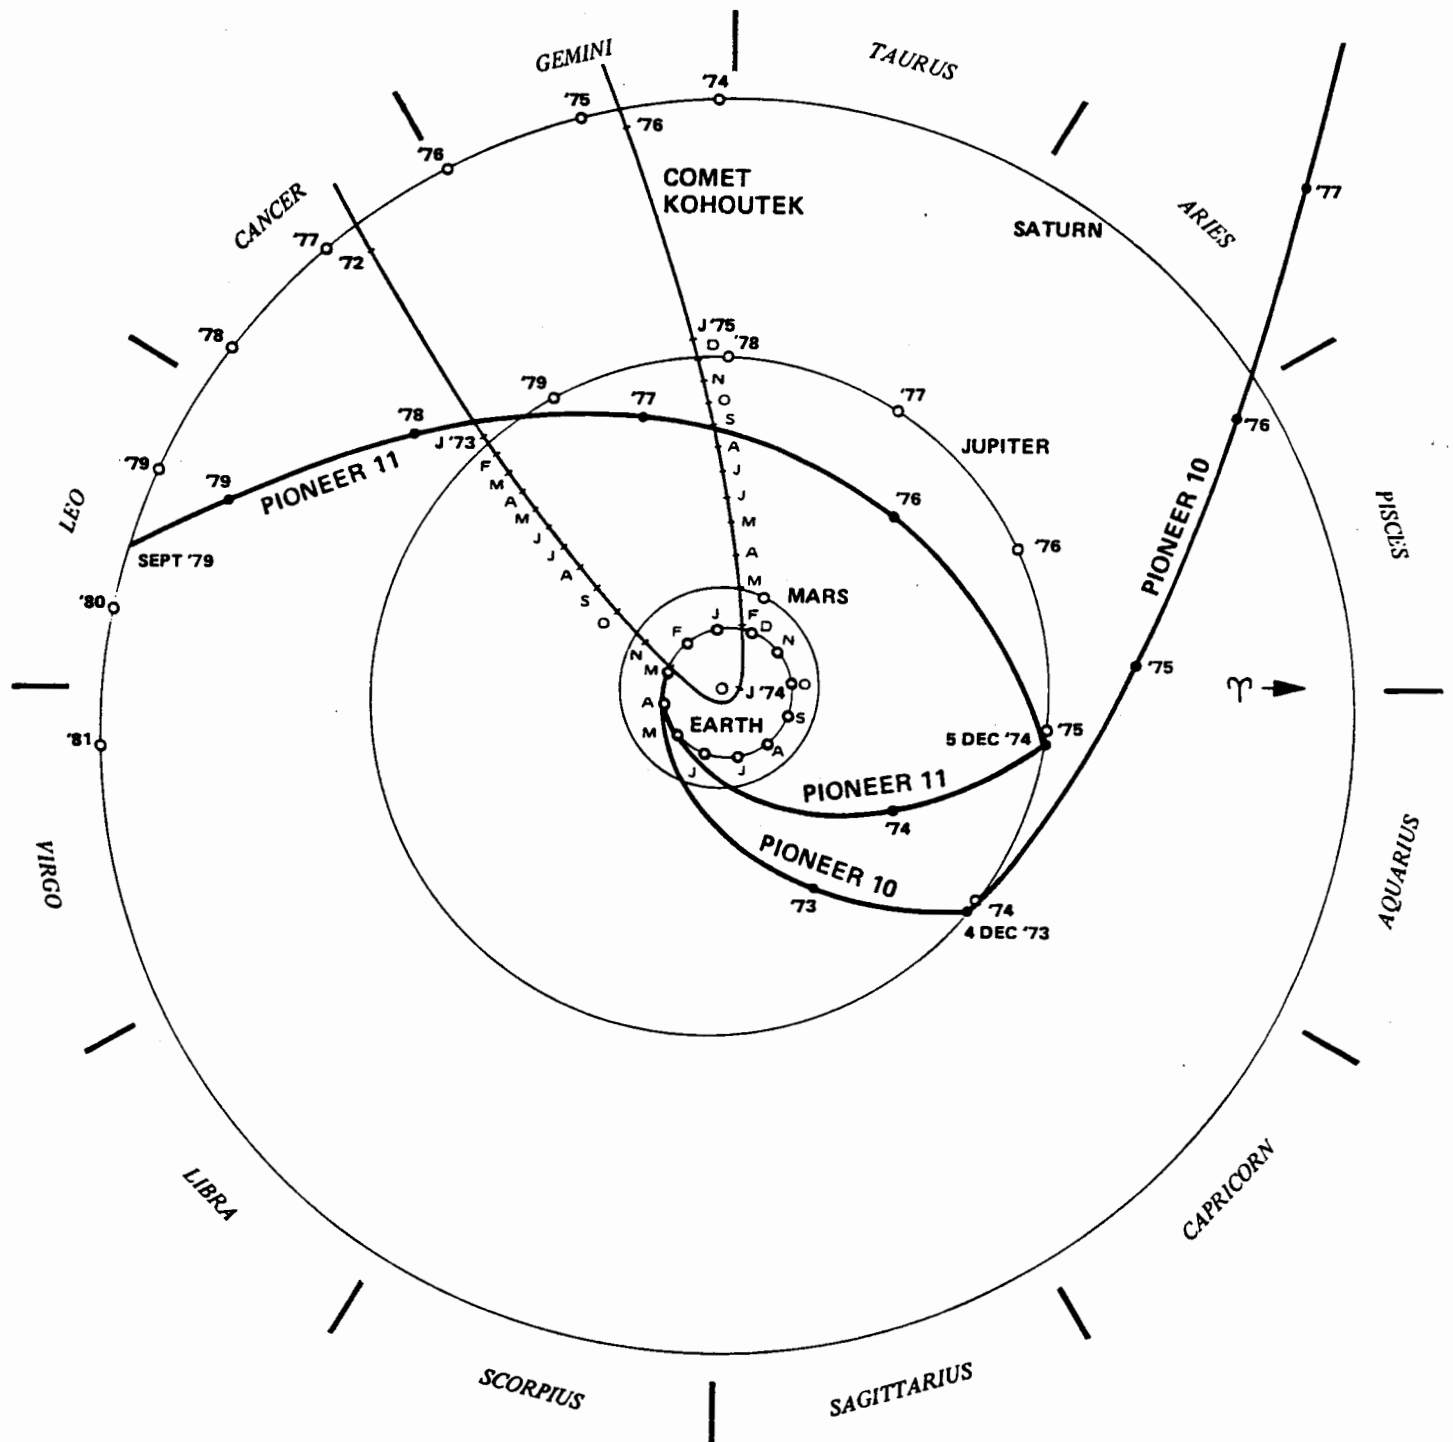 GEMINI
TAURUS
'74
'75
'76
'76
COMET
KOHOUTEK
CANCER
'77
'72
SATURN
ARIES
'77
'78
J '75
D
'78
N
O
S
A
J
J
M
A
M
F
'79
'77
'77
'78
J '73
F
M
A
M
J
J
A
S
O
N
'76
JUPITER
'76
PIONEER 10
PISCES
LEO
'79
'79
PIONEER 11
SEPT '79
'76
'76
'80
MARS
J
F
M
A
M
J
J
A
S
O
N
D
J '74
EARTH
♈
'75
'81
5 DEC '74
'75
PIONEER 11
'74
PIONEER 10
'73
'74
4 DEC '73
VIRGO
AQUARIUS
LIBRA
CAPRICORN
SCORPIUS
SAGITTARIUS